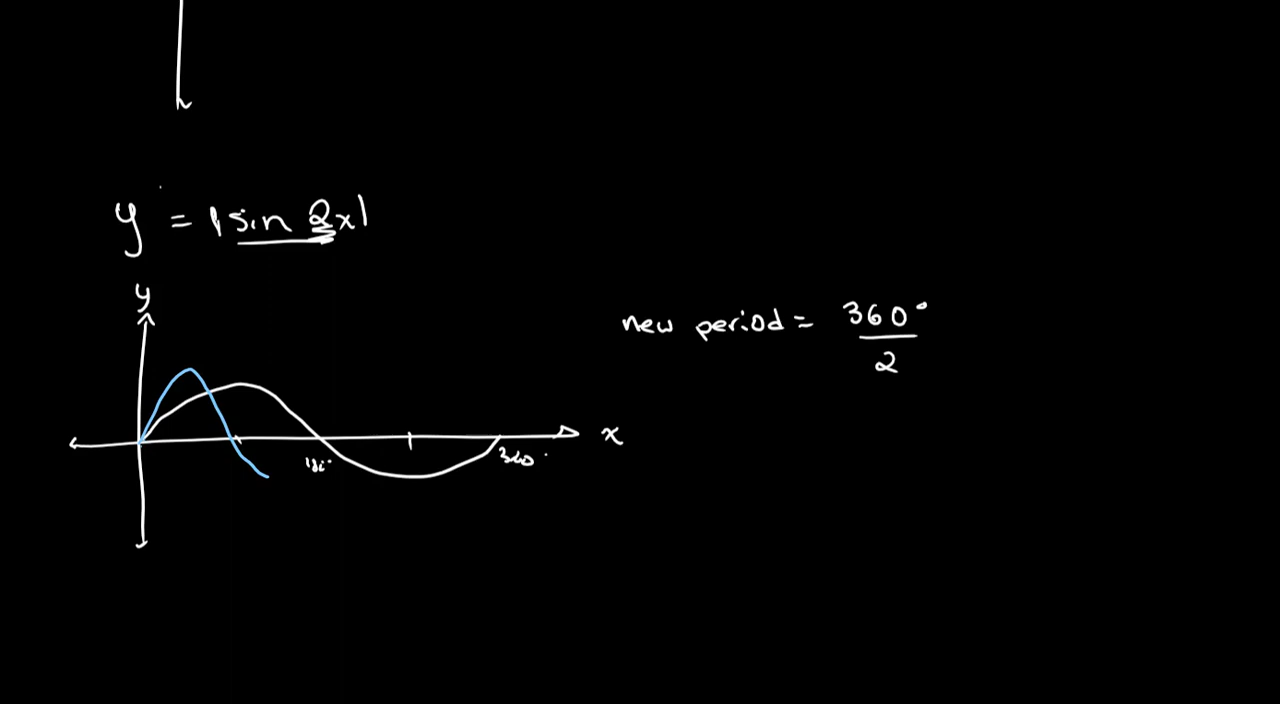 y = |sin 2x|
y
new period = 360°
2
x
180°
360°